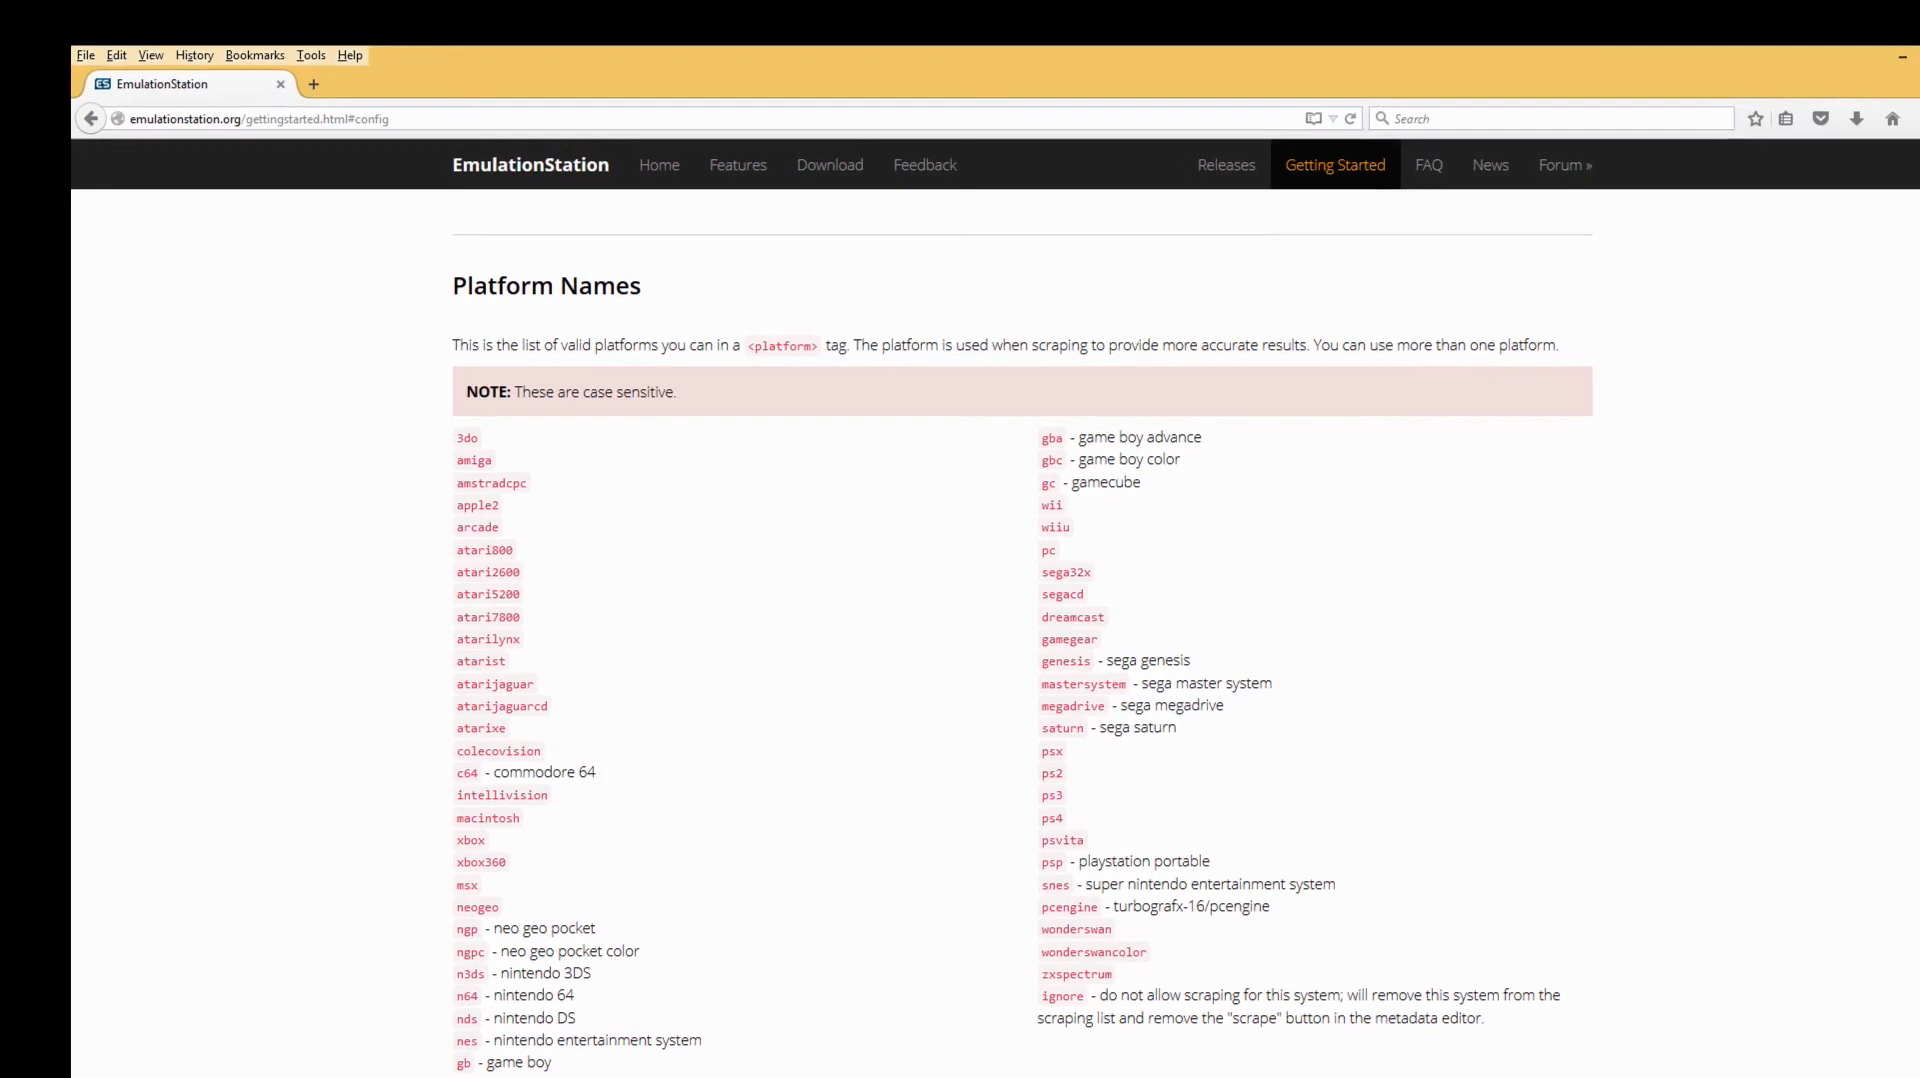 File Edit View History Bookmarks Tools Help
EmulationStation
emulationstation.org/gettingstarted.html#config
Search
EmulationStation Home Features Download Feedback Releases Getting Started FAQ News Forum »
Platform Names
This is the list of valid platforms you can in a <platform> tag. The platform is used when scraping to provide more accurate results. You can use more than one platform.
NOTE: These are case sensitive.
3do
amiga
amstradcpc
apple2
arcade
atari800
atari2600
atari5200
atari7800
atarilynx
atarist
atarijaguar
atarijaguarcd
atarixe
colecovision
c64 - commodore 64
intellivision
macintosh
xbox
xbox360
msx
neogeo
ngp - neo geo pocket
ngpc - neo geo pocket color
n3ds - nintendo 3DS
n64 - nintendo 64
nds - nintendo DS
nes - nintendo entertainment system
gb - game boy
gba - game boy advance
gbc - game boy color
gc - gamecube
wii
wiiu
pc
sega32x
segacd
dreamcast
gamegear
genesis - sega genesis
mastersystem - sega master system
megadrive - sega megadrive
saturn - sega saturn
psx
ps2
ps3
ps4
psvita
psp - playstation portable
snes - super nintendo entertainment system
pcengine - turbografx-16/pcengine
wonderswan
wonderswancolor
zxspectrum
ignore - do not allow scraping for this system; will remove this system from the
scraping list and remove the "scrape" button in the metadata editor.